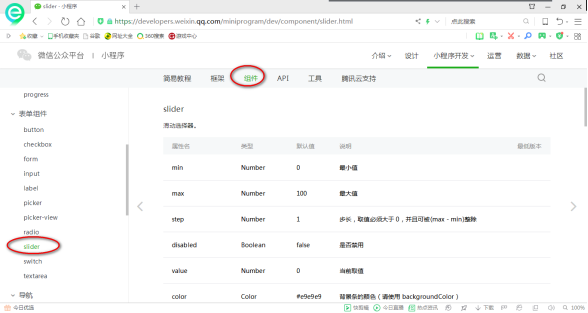 slider - 小程序
https://developers.weixin.qq.com/miniprogram/dev/component/slider.html
点此搜索
收藏 手机收藏夹 谷歌 网址大全 360搜索 游戏中心
微信公众平台 | 小程序
介绍 设计 小程序开发 运营 数据 社区
简易教程 框架 组件 API 工具 腾讯云支持
progress
表单组件
button
checkbox
form
input
label
picker
picker-view
radio
slider
switch
textarea
导航
slider
滑动选择器。
属性名 类型 默认值 说明 最低版本
min Number 0 最小值
max Number 100 最大值
step Number 1 步长，取值必须大于 0，并且可被(max - min)整除
disabled Boolean false 是否禁用
value Number 0 当前取值
color Color #e9e9e9 背景条的颜色（请使用 backgroundColor）
今日优选 快剪辑 今日直播 热点资讯 下载 100%